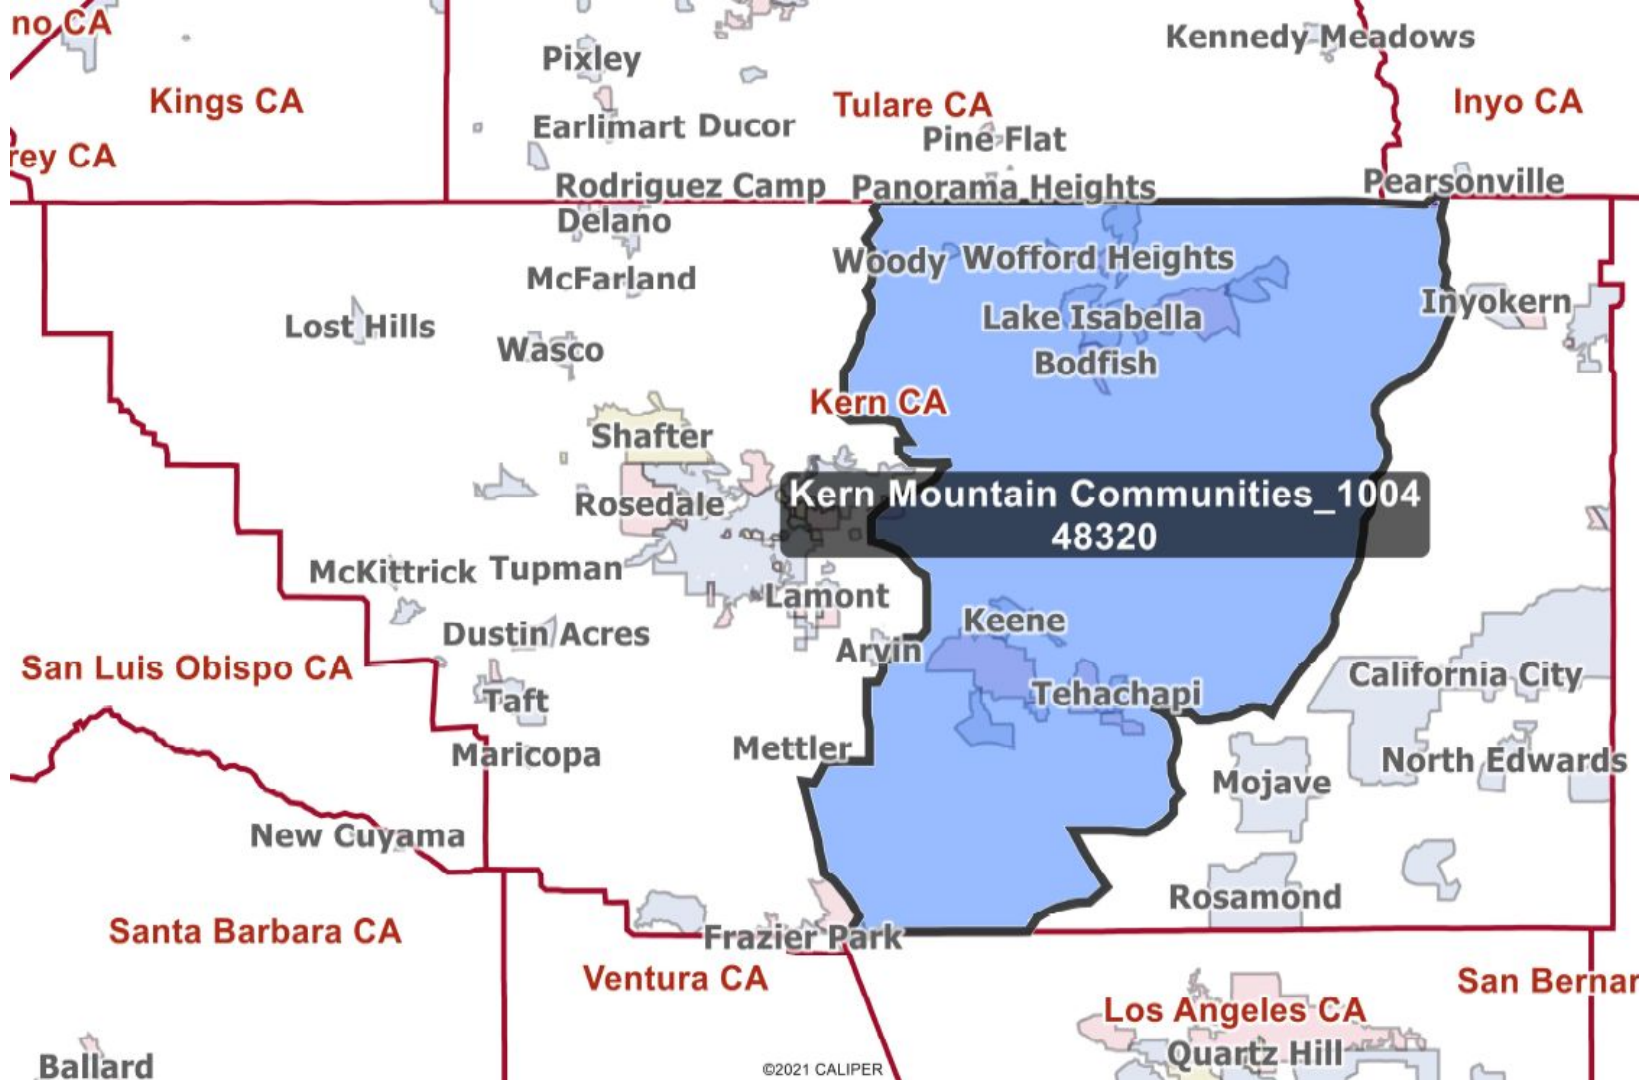 no CA
Kennedy Meadows
Pixley
Kings CA
Tulare CA
Inyo CA
Earlimart
Ducor
Pine Flat
rey CA
Rodriguez Camp
Panorama Heights
Pearsonville
Delano
Woody
Wofford Heights
McFarland
Inyokern
Lost Hills
Lake Isabella
Wasco
Bodfish
Kern CA
Shafter
Rosedale
Kern Mountain Communities_1004
48320
McKittrick
Tupman
Lamont
Keene
Dustin Acres
Arvin
San Luis Obispo CA
California City
Taft
Tehachapi
Maricopa
Mettler
North Edwards
Mojave
New Cuyama
Rosamond
Santa Barbara CA
Frazier Park
Ventura CA
San Bernar
Los Angeles CA
Quartz Hill
Ballard
©2021 CALIPER